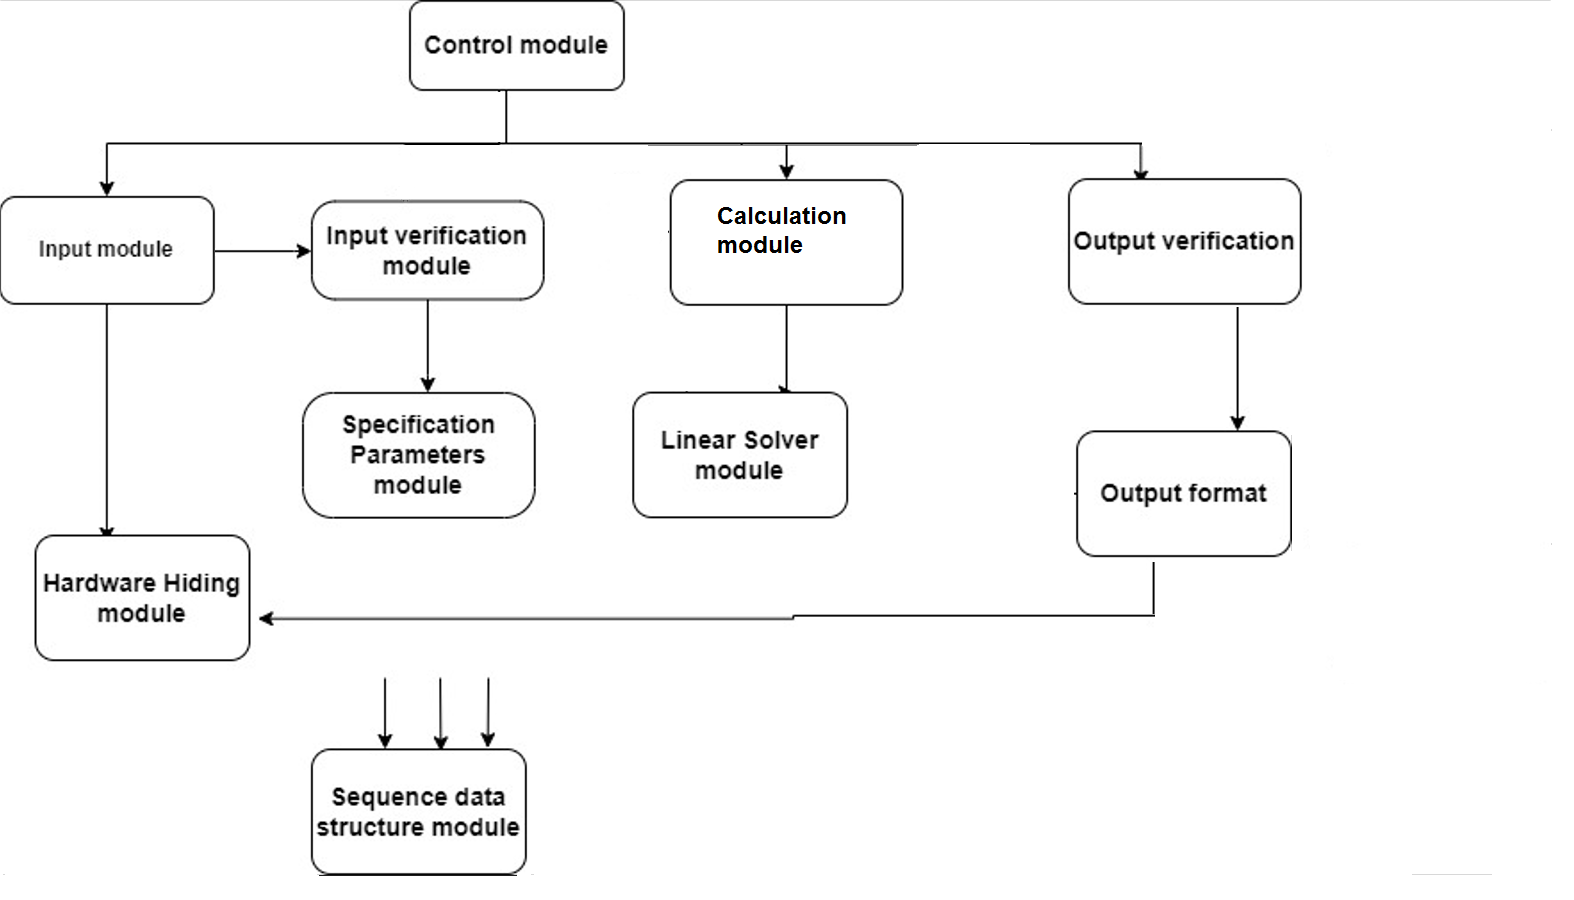 Control module
Input module
Input verification
module
Calculation
module
Output verification
Specification
Parameters
module
Linear Solver
module
Output format
Hardware Hiding
module
Sequence data
structure module